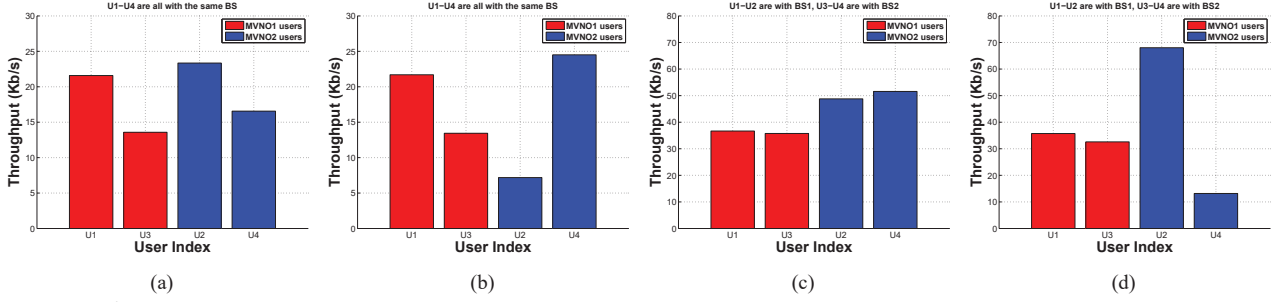 U1−U4 are all with the same BS
MVNO1 users
MVNO2 users
Throughput (Kb/s)
30
25
20
15
10
5
0
U1 U3 U2 U4
User Index
(a)
U1−U4 are all with the same BS
MVNO1 users
MVNO2 users
Throughput (Kb/s)
30
25
20
15
10
5
0
U1 U3 U2 U4
User Index
(b)
U1−U2 are with BS1, U3−U4 are with BS2
MVNO1 users
MVNO2 users
Throughput (Kb/s)
80
70
60
50
40
30
20
10
0
U1 U3 U2 U4
User Index
(c)
U1−U2 are with BS1, U3−U4 are with BS2
MVNO1 users
MVNO2 users
Throughput (Kb/s)
80
70
60
50
40
30
20
10
0
U1 U3 U2 U4
User Index
(d)